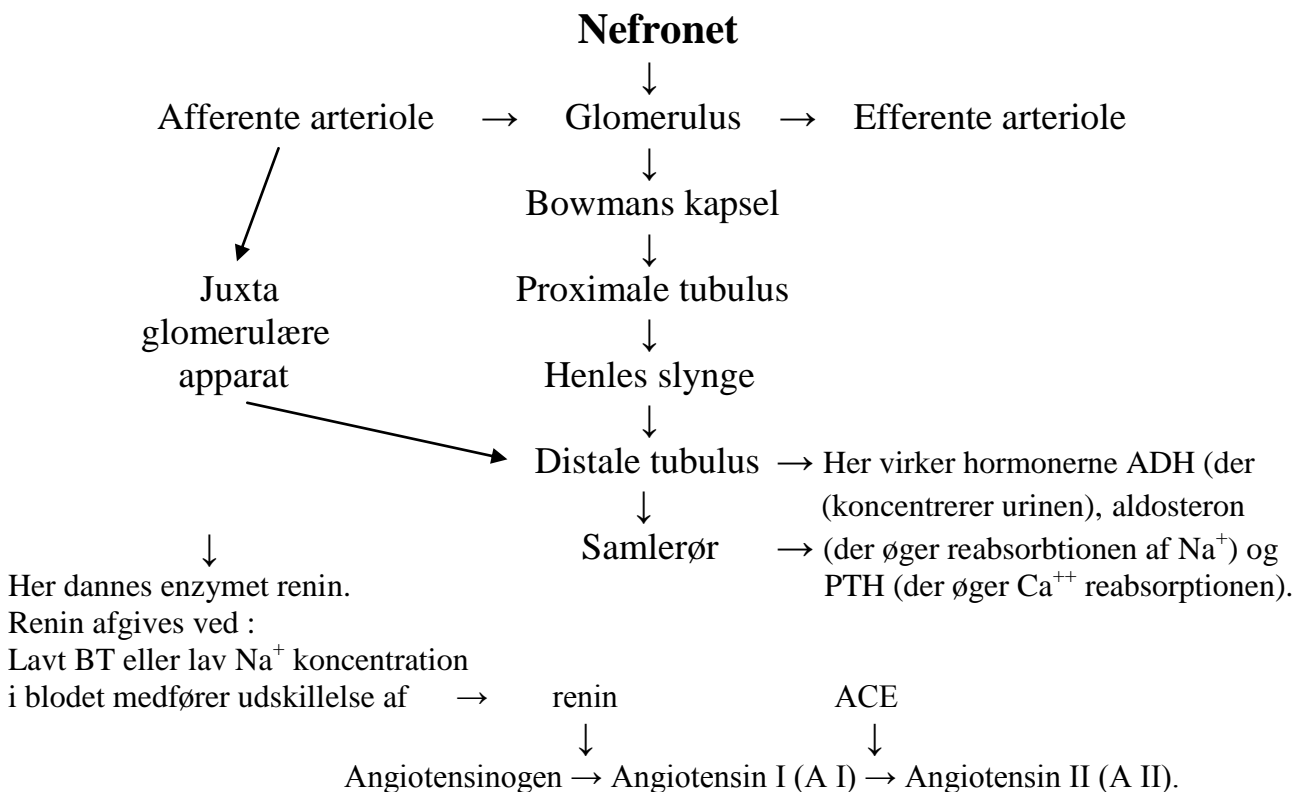 Nefronet
↓
Afferente arteriole → Glomerulus → Efferente arteriole
↓
Bowmans kapsel
↓
Juxta Proximale tubulus
glomerulære ↓
apparat Henles slynge
↓
Distale tubulus → Her virker hormonerne ADH (der
↓ (koncentrerer urinen), aldosteron
↓ Samlerør → (der øger reabsorbtionen af Na⁺) og
Her dannes enzymet renin. PTH (der øger Ca⁺⁺ reabsorptionen).
Renin afgives ved :
Lavt BT eller lav Na⁺ koncentration
i blodet medfører udskillelse af → renin ACE
↓ ↓
Angiotensinogen → Angiotensin I (A I) → Angiotensin II (A II).